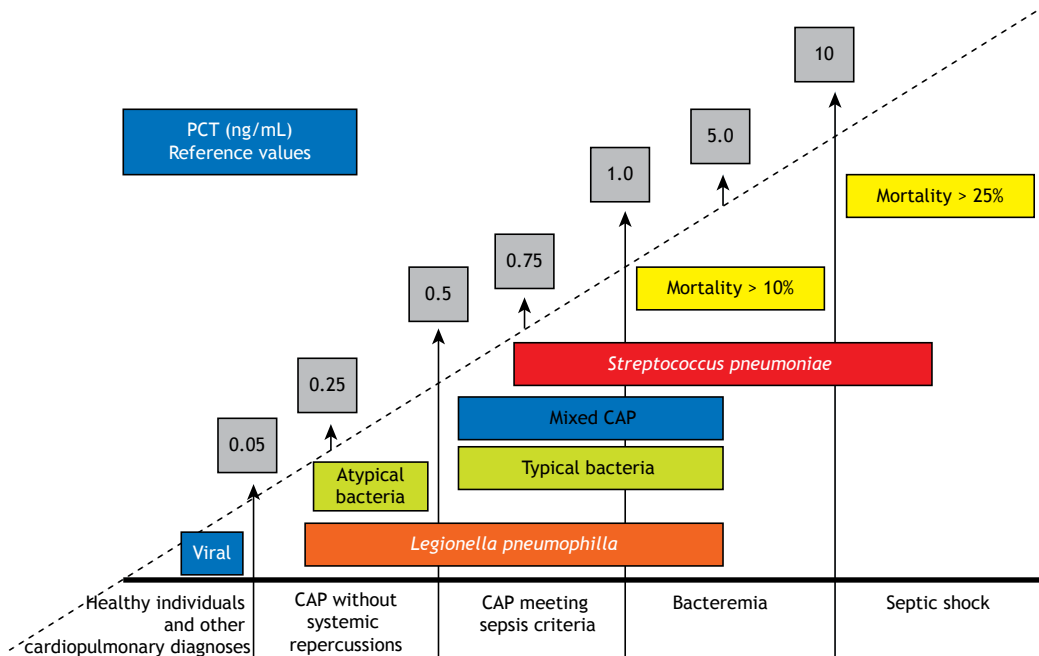 10
PCT (ng/mL)
Reference values
5.0
1.0
Mortality > 25%
0.75
Mortality > 10%
0.5
Streptococcus pneumoniae
0.25
Mixed CAP
0.05
Atypical
bacteria
Typical bacteria
Viral
Legionella pneumophilla
Healthy individuals
and other
cardiopulmonary diagnoses
CAP without
systemic
repercussions
CAP meeting
sepsis criteria
Bacteremia
Septic shock